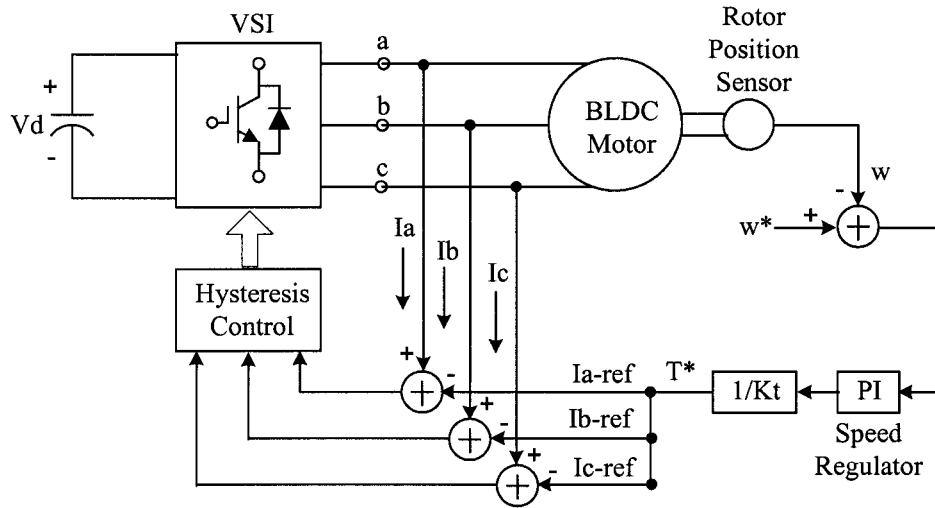 VSI
Rotor
Position
Sensor
a
+
Vd
-
b
BLDC
Motor
c
w
-
w*
+
+
Ia
Ib
Ic
Hysteresis
Control
+
-
Ia-ref
T*
1/Kt
PI
+
+
-
Ib-ref
Speed
Regulator
+
+
-
Ic-ref
+